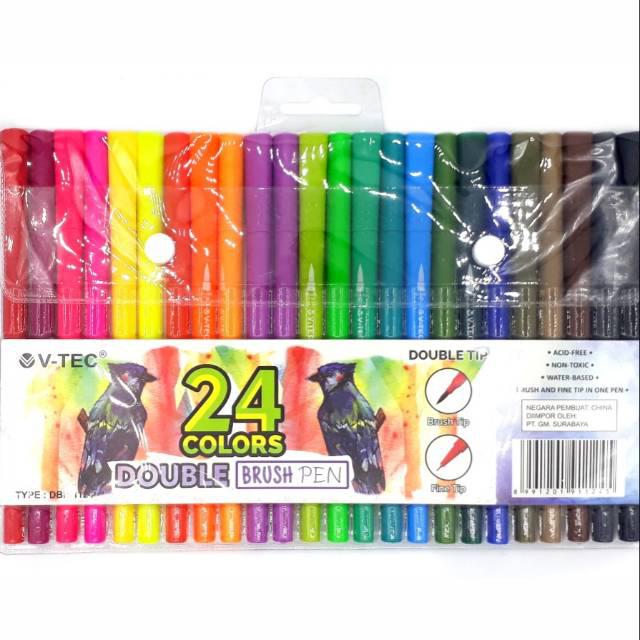 V-TEC®
24
COLORS
DOUBLE BRUSH PEN
DOUBLE TIP
Brush Tip
Fine Tip
• ACID-FREE •
• NON-TOXIC •
• WATER-BASED •
BRUSH AND FINE TIP IN ONE PEN •
NEGARA PEMBUAT: CHINA
DIIMPOR OLEH:
PT. GM. SURABAYA
TYPE :